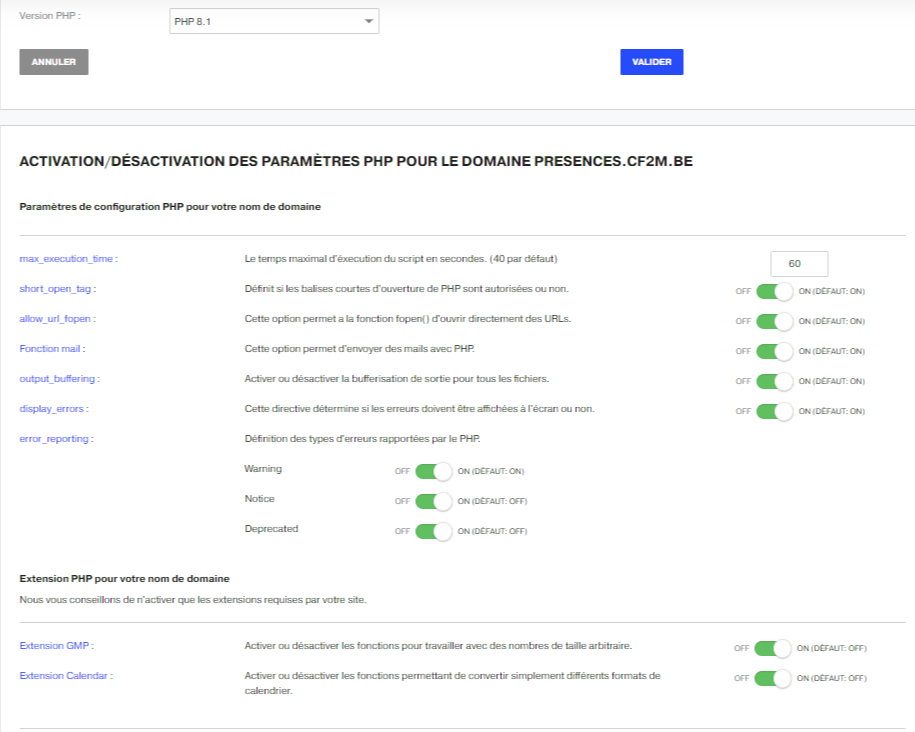 Version PHP :
PHP 8.1
ANNULER
VALIDER
ACTIVATION/DÉSACTIVATION DES PARAMÈTRES PHP POUR LE DOMAINE PRESENCES.CF2M.BE
Paramètres de configuration PHP pour votre nom de domaine
max_execution_time :
Le temps maximal d'éxecution du script en secondes. (40 par défaut)
60
short_open_tag :
Définit si les balises courtes d'ouverture de PHP sont autorisées ou non.
OFF ON (DÉFAUT: ON)
allow_url_fopen :
Cette option permet a la fonction fopen() d'ouvrir directement des URLs.
OFF ON (DÉFAUT: ON)
Fonction mail :
Cette option permet d'envoyer des mails avec PHP.
OFF ON (DÉFAUT: ON)
output_buffering :
Activer ou désactiver la bufferisation de sortie pour tous les fichiers.
OFF ON (DÉFAUT: ON)
display_errors :
Cette directive détermine si les erreurs doivent être affichées à l'écran ou non.
OFF ON (DÉFAUT: ON)
error_reporting :
Définition des types d'erreurs rapportées par le PHP.
Warning
OFF ON (DÉFAUT: ON)
Notice
OFF ON (DÉFAUT: OFF)
Deprecated
OFF ON (DÉFAUT: OFF)
Extension PHP pour votre nom de domaine
Nous vous conseillons de n'activer que les extensions requises par votre site.
Extension GMP :
Activer ou désactiver les fonctions pour travailler avec des nombres de taille arbitraire.
OFF ON (DÉFAUT: OFF)
Extension Calendar :
Activer ou désactiver les fonctions permettant de convertir simplement différents formats de
calendrier.
OFF ON (DÉFAUT: OFF)